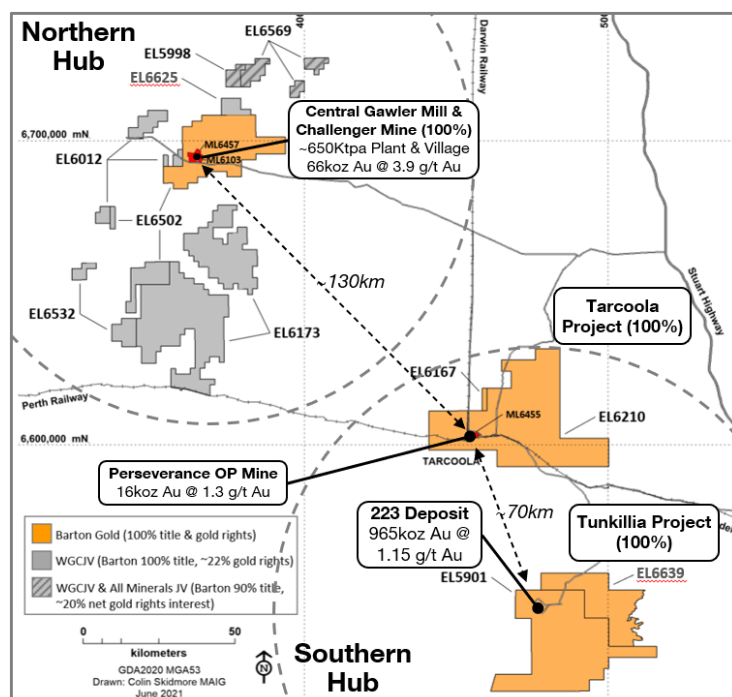 Northern
Hub
EL5998
EL6569
EL6625
400
500
Darwin Railway
Central Gawler Mill &
Challenger Mine (100%)
~650Ktpa Plant & Village
66koz Au @ 3.9 g/t Au
6,700,000 mN
ML6457
ML6103
EL6012
EL6502
EL6532
EL6173
~130km
Stuart Highway
Tarcoola
Project (100%)
EL6167
Perth Railway
ML6455
EL6210
6,600,000 mN
TARCOOLA
Perseverance OP Mine
16koz Au @ 1.3 g/t Au
~70km
223 Deposit
965koz Au @
1.15 g/t Au
Tunkillia Project
(100%)
EL5901
EL6639
Barton Gold (100% title & gold rights)
WGCJV (Barton 100% title, ~22% gold rights)
WGCJV & All Minerals JV (Barton 90% title,
~20% net gold rights interest)
0
50
kilometers
GDA2020 MGA53
Drawn: Colin Skidmore MAIG
June 2021
N
Southern
Hub